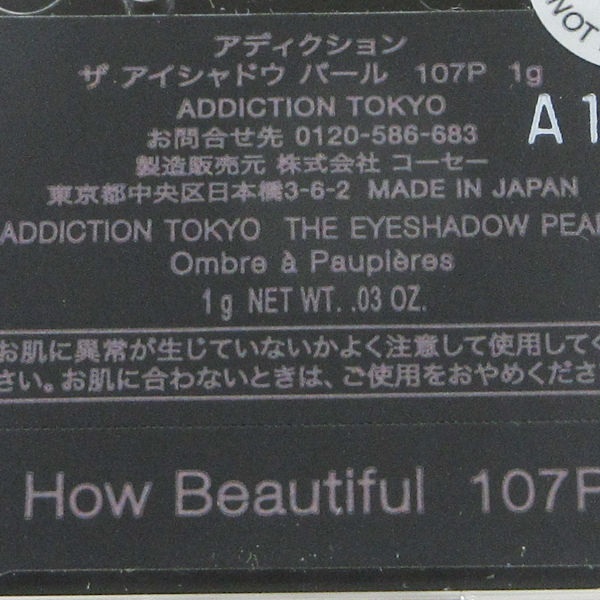 NOT
アディクション
ザ アイシャドウ パール 107P 1g
ADDICTION TOKYO
お問合せ先 0120-586-683
A1
製造販売元 株式会社 コーセー
東京都中央区日本橋3-6-2 MADE IN JAPAN
ADDICTION TOKYO THE EYESHADOW PEA
Ombre à Paupières
1 g NET WT. .03 OZ.
お肌に異常が生じていないかよく注意して使用してく
さい。お肌に合わないときは、ご使用をおやめくださ
How Beautiful 107P